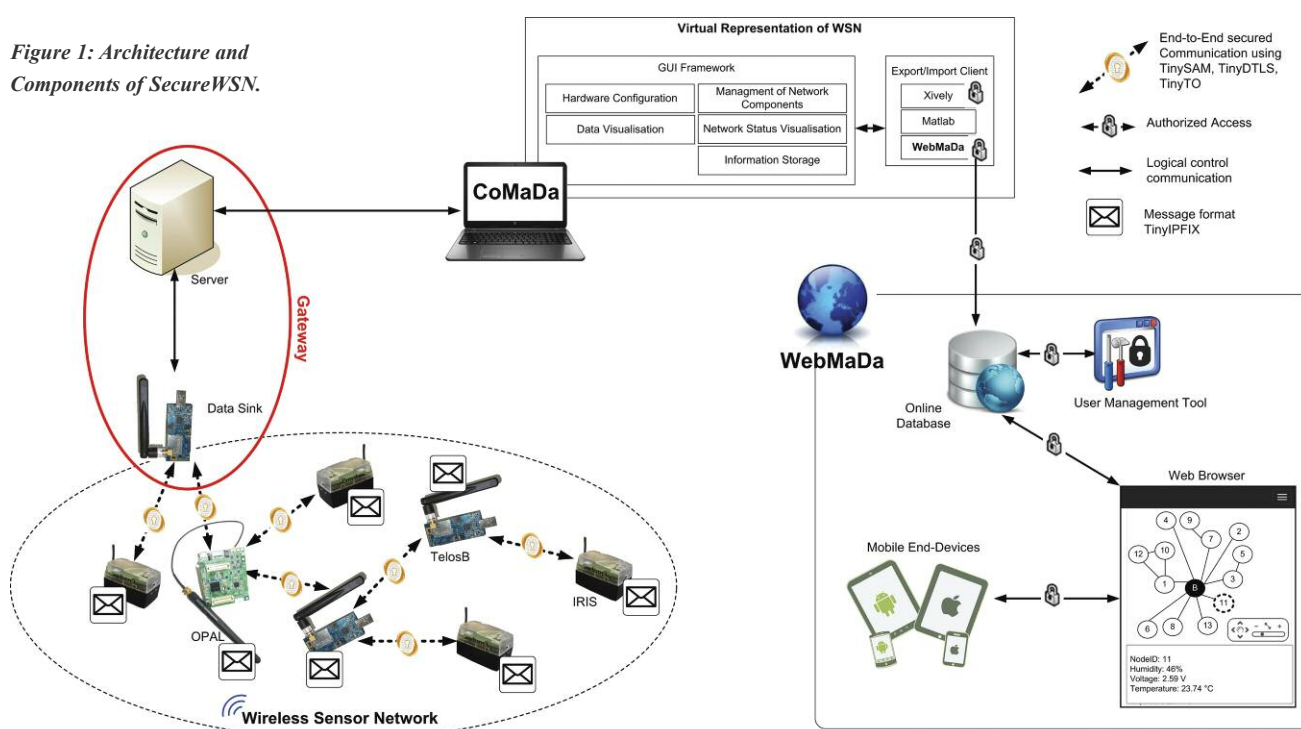 Figure 1: Architecture and
Components of SecureWSN.
Virtual Representation of WSN
GUI Framework
Hardware Configuration
Managment of Network
Components
Data Visualisation
Network Status Visualisation
Information Storage
Export/Import Client
Xively
Matlab
WebMaDa
End-to-End secured
Communication using
TinySAM, TinyDTLS,
TinyTO
Authorized Access
Logical control
communication
Message format
TinyIPFIX
CoMaDa
Server
Gateway
Data Sink
TelosB
IRIS
OPAL
Wireless Sensor Network
WebMaDa
Online
Database
User Management Tool
Web Browser
Mobile End-Devices
4
9
2
7
5
12
10
1
B
3
11
6
8
13
NodeID: 11
Humidity: 46%
Voltage: 2.59 V
Temperature: 23.74 °C